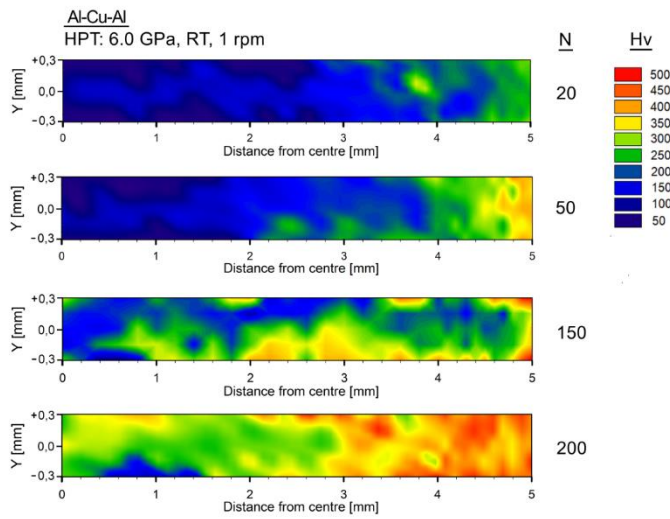 Al-Cu-Al
HPT: 6.0 GPa, RT, 1 rpm
N
Hv
Y [mm]
+0,3
0,0
−0,3
0 1 2 3 4 5
Distance from centre [mm]
20
Y [mm]
+0,3
0,0
−0,3
0 1 2 3 4 5
Distance from centre [mm]
50
Y [mm]
+0,3
0,0
−0,3
0 1 2 3 4 5
Distance from centre [mm]
150
Y [mm]
+0,3
0,0
−0,3
0 1 2 3 4 5
Distance from centre [mm]
200
500
450
400
350
300
250
200
150
100
50